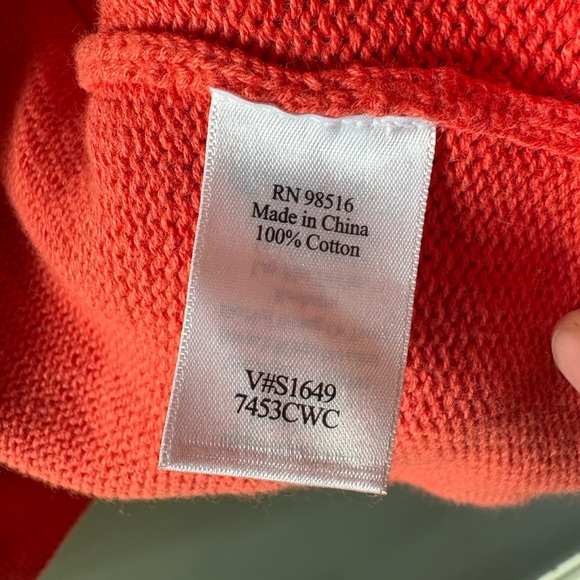 RN 98516
Made in China
100% Cotton
V#S1649
7453CWC